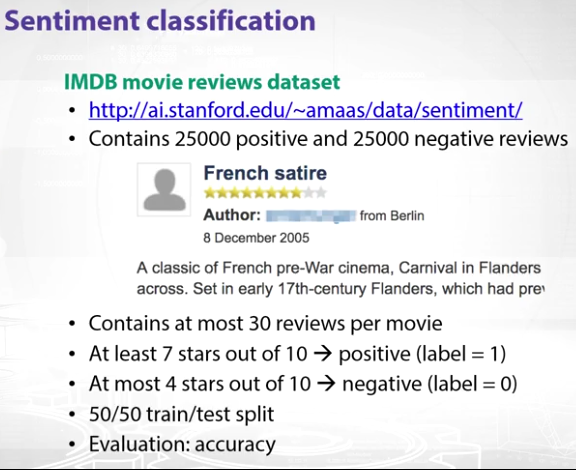 Sentiment classification
IMDB movie reviews dataset
• http://ai.stanford.edu/~amaas/data/sentiment/
• Contains 25000 positive and 25000 negative reviews
French satire
Author: from Berlin
8 December 2005
A classic of French pre-War cinema, Carnival in Flanders
across. Set in early 17th-century Flanders, which had
• Contains at most 30 reviews per movie
• At least 7 stars out of 10 → positive (label = 1)
• At most 4 stars out of 10 → negative (label = 0)
• 50/50 train/test split
• Evaluation: accuracy